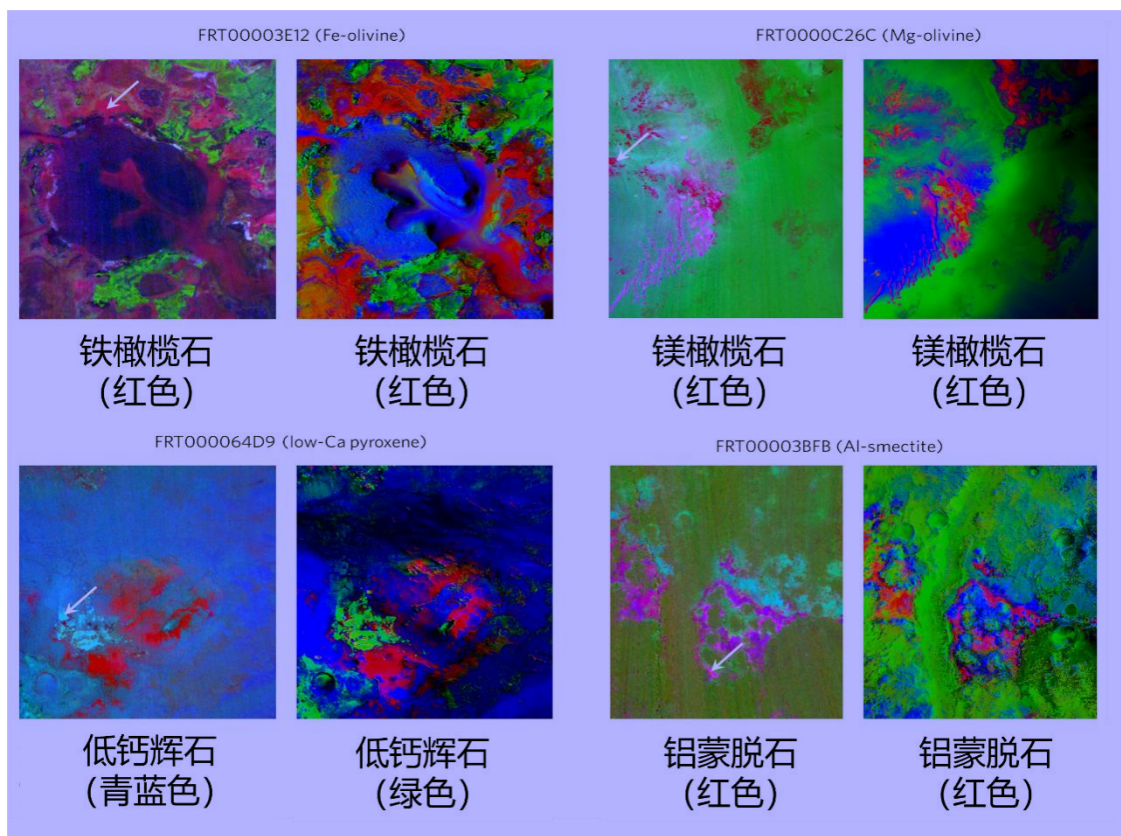 FRT00003E12 (Fe-olivine)
FRT0000C26C (Mg-olivine)
铁橄榄石
(红色)
铁橄榄石
(红色)
镁橄榄石
(红色)
镁橄榄石
(红色)
FRT000064D9 (low-Ca pyroxene)
FRT00003BFB (Al-smectite)
低钙辉石
(青蓝色)
低钙辉石
(绿色)
铝蒙脱石
(红色)
铝蒙脱石
(红色)